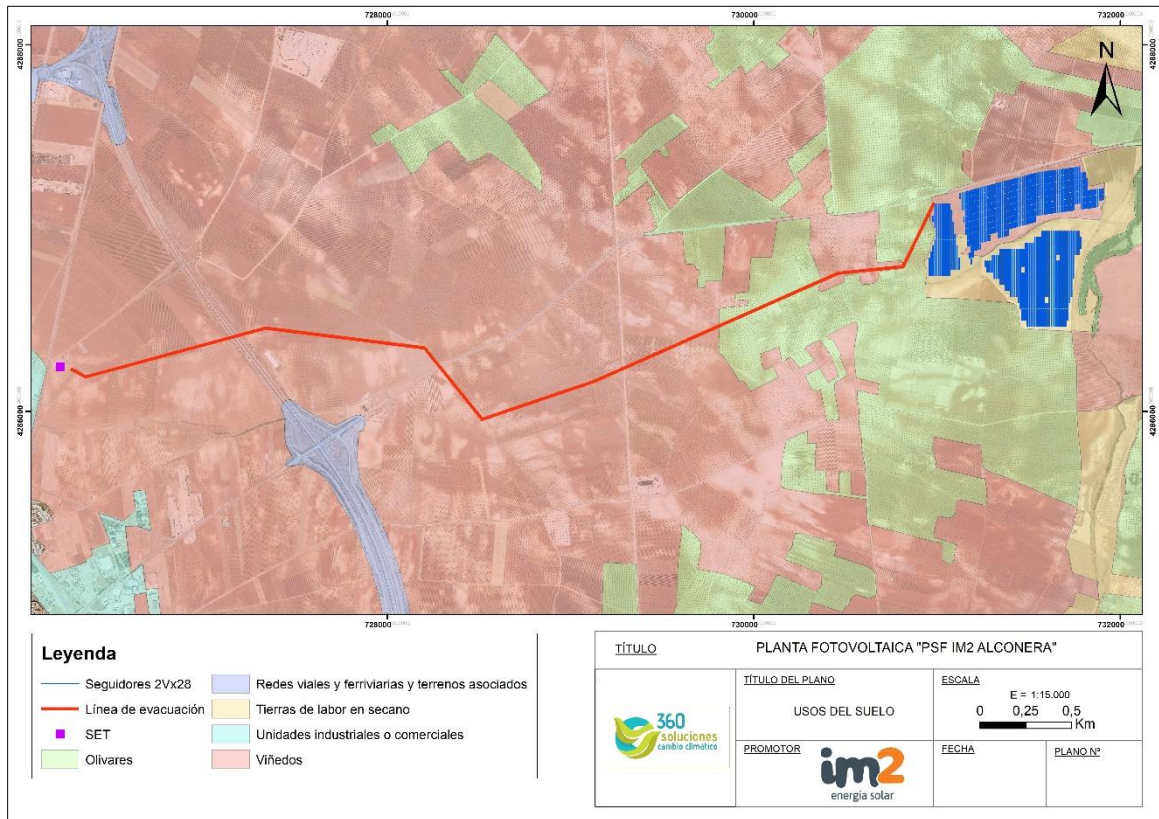 728000
730000
732000
4288000
4288000
N
4286000
4286000
728000
730000
732000
Leyenda
Seguidores 2Vx28
Línea de evacuación
SET
Olivares
Redes viales y ferriviarias y terrenos asociados
Tierras de labor en secano
Unidades industriales o comerciales
Viñedos
TÍTULO
PLANTA FOTOVOLTAICA "PSF IM2 ALCONERA"
360
soluciones
cambio climático
TÍTULO DEL PLANO
USOS DEL SUELO
ESCALA
E = 1:15.000
0 0,25 0,5
Km
PROMOTOR
im2
energía solar
FECHA
PLANO Nº